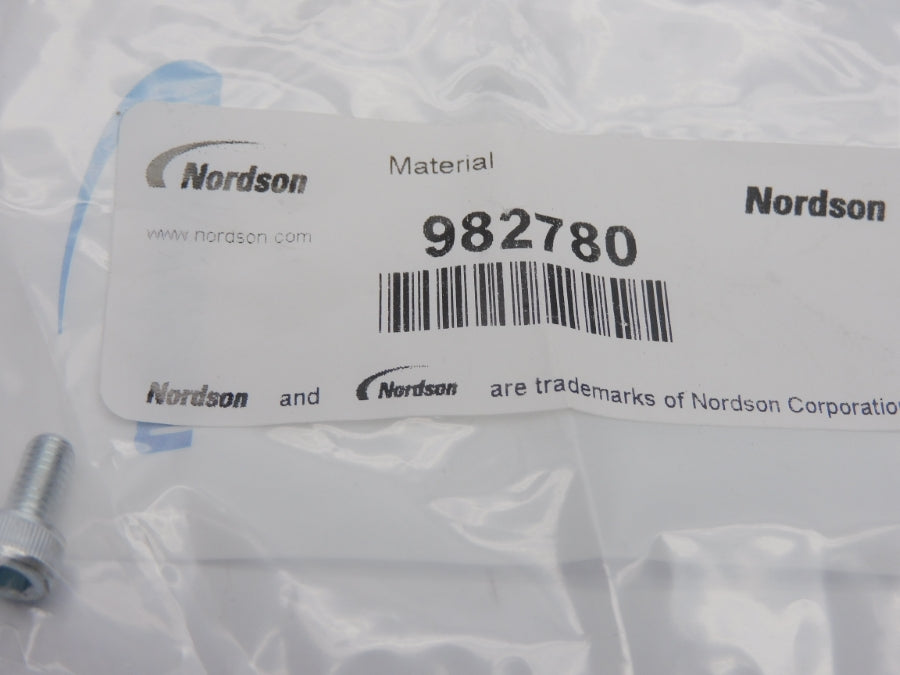 Nordson
Material
Nordson
www.nordson.com
982780
Nordson and Nordson are trademarks of Nordson Corporatio